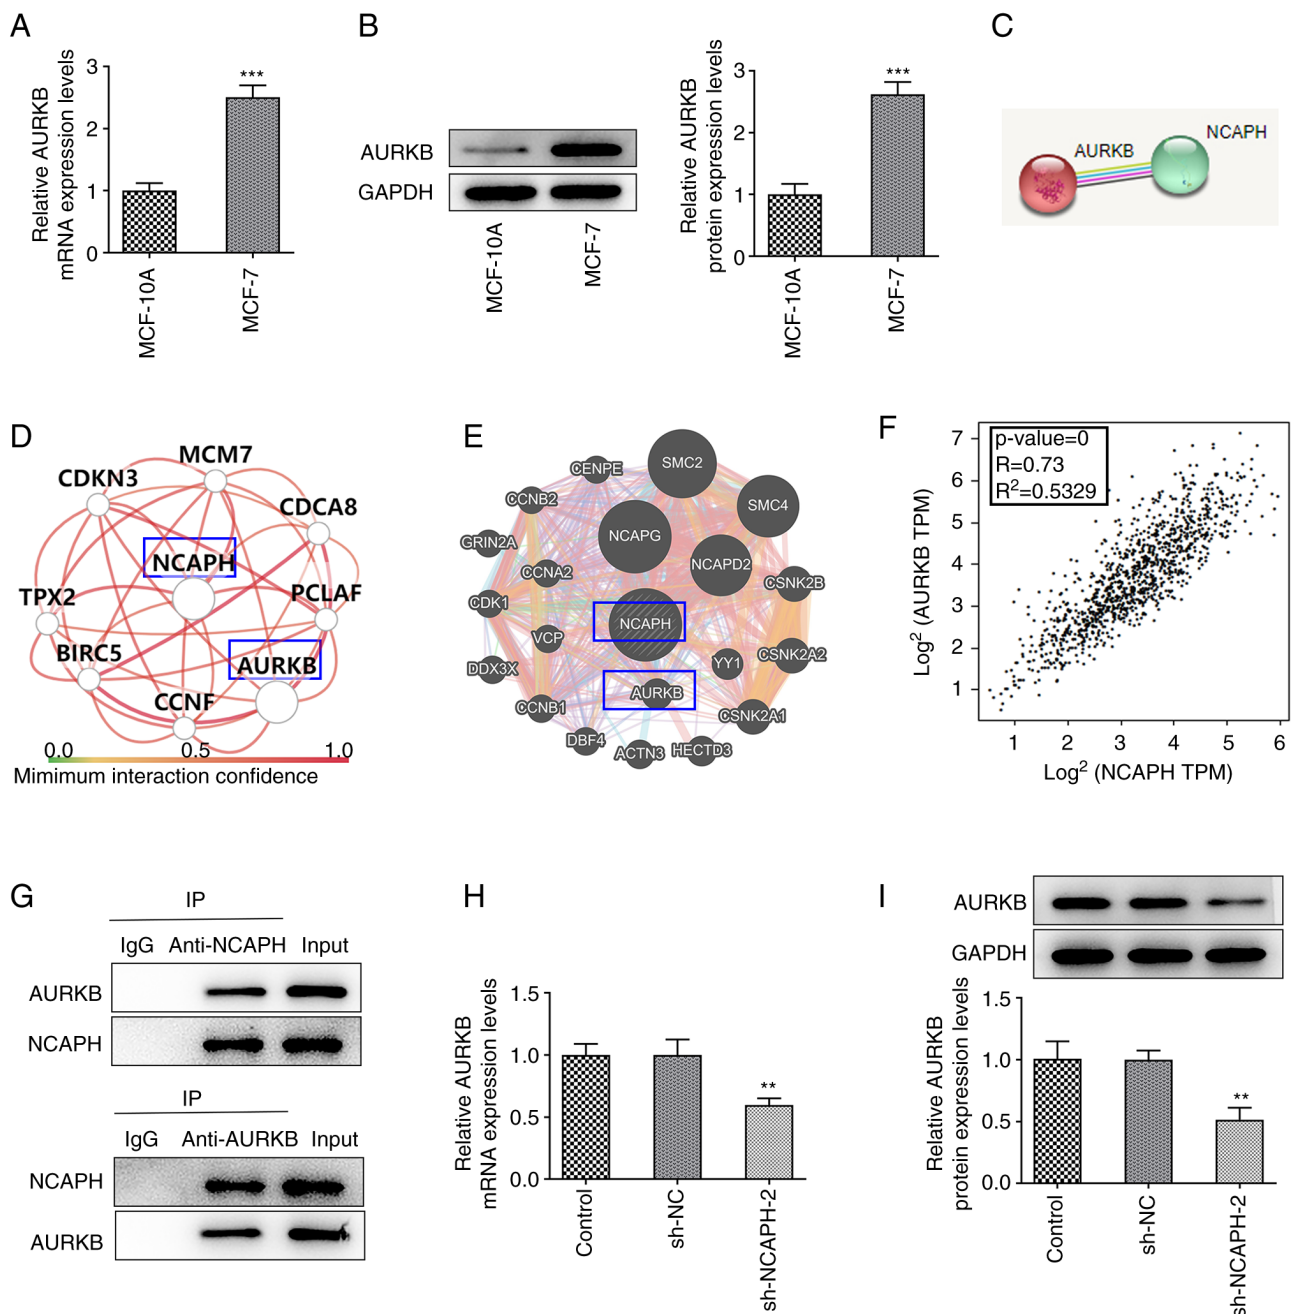 A
Relative AURKB
mRNA expression levels
3
2
1
0
***
MCF-10A
MCF-7
B
AURKB
GAPDH
MCF-10A
MCF-7
Relative AURKB
protein expression levels
3
2
1
0
***
MCF-10A
MCF-7
C
AURKB
NCAPH
D
MCM7
CDKN3
CDCA8
NCAPH
TPX2
PCLAF
BIRC5
AURKB
CCNF
0.0 0.5 1.0
Mimimum interaction confidence
E
SMC2
CENPE
CCNB2
SMC4
GRIN2A
NCAPG
CCNA2
NCAPD2
CSNK2B
CDK1
NCAPH
VCP
YY1
CSNK2A2
DDX3X
AURKB
CCNB1
CSNK2A1
DBF4
ACTN3
HECTD3
F
p-value=0
R=0.73
R²=0.5329
Log² (AURKB TPM)
7
6
5
4
3
2
1
1 2 3 4 5 6
Log² (NCAPH TPM)
G
IP
IgG Anti-NCAPH Input
AURKB
NCAPH
IP
IgG Anti-AURKB Input
NCAPH
AURKB
H
Relative AURKB
mRNA expression levels
1.5
1.0
0.5
0.0
**
Control
sh-NC
sh-NCAPH-2
I
AURKB
GAPDH
Relative AURKB
protein expression levels
1.5
1.0
0.5
0.0
**
Control
sh-NC
sh-NCAPH-2